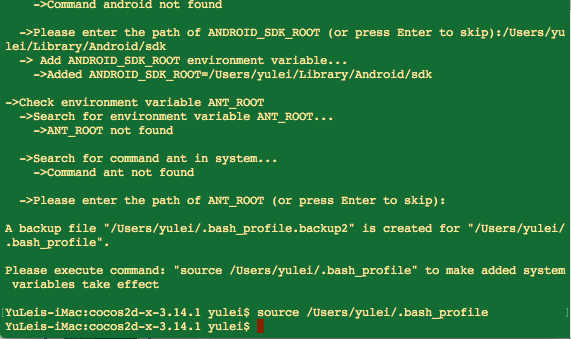 ->Command android not found
->Please enter the path of ANDROID_SDK_ROOT (or press Enter to skip):/Users/yu
lei/Library/Android/sdk
-> Add ANDROID_SDK_ROOT environment variable...
->Added ANDROID_SDK_ROOT=/Users/yulei/Library/Android/sdk
->Check environment variable ANT_ROOT
->Search for environment variable ANT_ROOT...
->ANT_ROOT not found
->Search for command ant in system...
->Command ant not found
->Please enter the path of ANT_ROOT (or press Enter to skip):
A backup file "/Users/yulei/.bash_profile.backup2" is created for "/Users/yulei/
.bash_profile".
Please execute command: "source /Users/yulei/.bash_profile" to make added system
variables take effect
[YuLeis-iMac:cocos2d-x-3.14.1 yulei$ source /Users/yulei/.bash_profile ]
YuLeis-iMac:cocos2d-x-3.14.1 yulei$